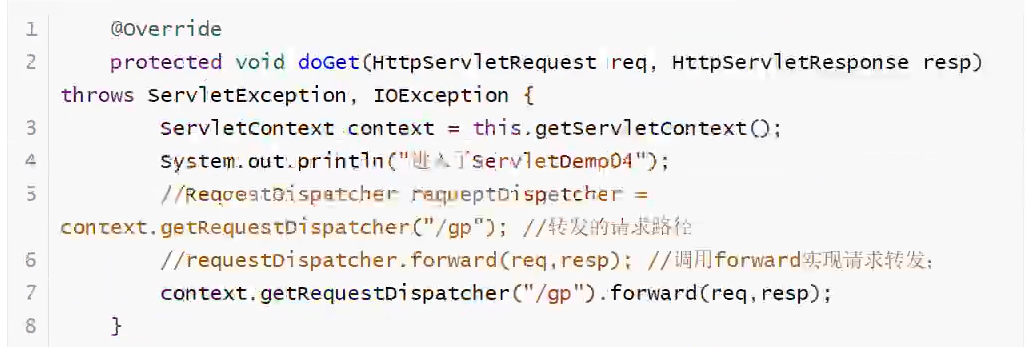 1 @Override
2 protected void doGet(HttpServletRequest req, HttpServletResponse resp)
throws ServletException, IOException {
3 ServletContext context = this.getServletContext();
4 System.out.println("进入了ServletDemo04");
5 //RequestDispatcher requeptDispetcher =
context.getRequestDispatcher("/gp"); //转发的请求路径
6 //requestDispatcher.forward(req,resp); //调用forward实现请求转发;
7 context.getRequestDispatcher("/gp").forward(req,resp);
8 }